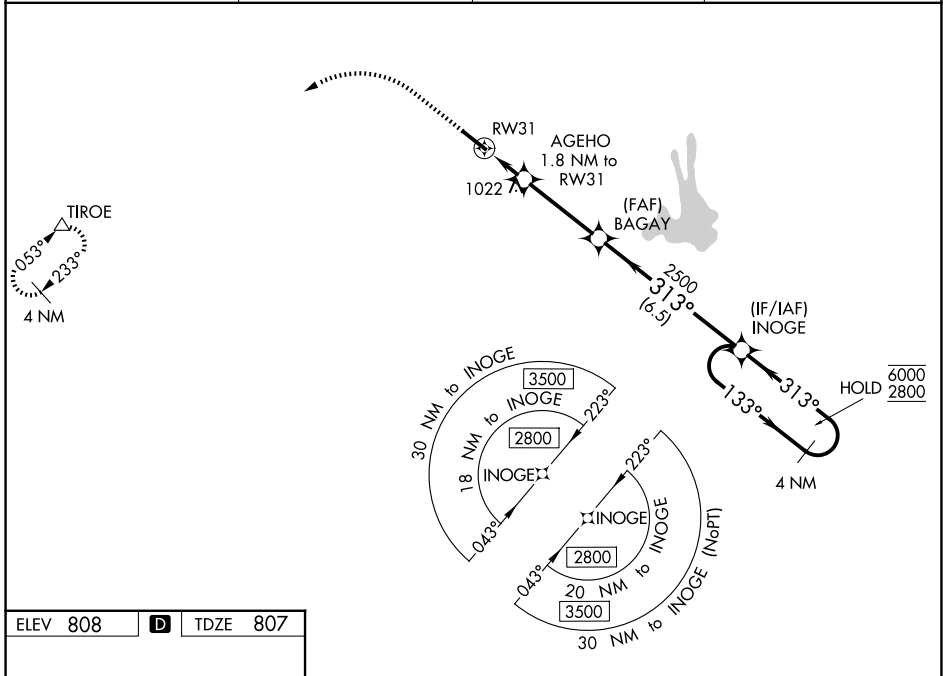 RW31
AGEHO
1.8 NM to
RW31
1022
(FAF)
BAGAY
TIROE
053°
233°
4 NM
2500
313°
(6.5)
(IF/IAF)
INOGE
313°
133°
HOLD
6000
2800
4 NM
30 NM to INOGE
3500
18 NM to INOGE
2800
223°
INOGE
043°
223°
INOGE
043°
2800
20 NM to INOGE
3500
30 NM to INOGE (NoPT)
ELEV 808 D TDZE 807